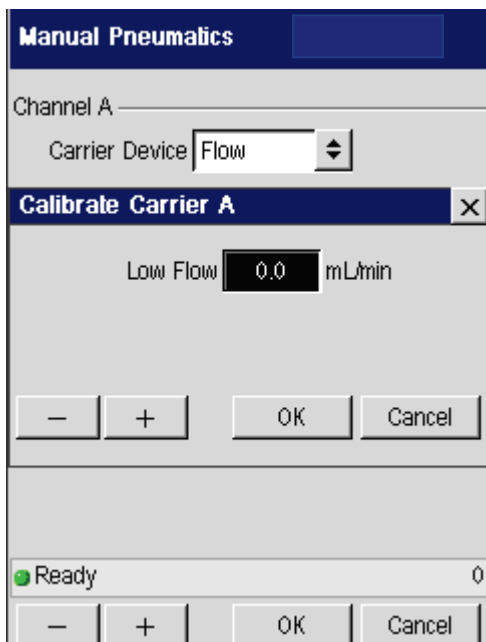 Manual Pneumatics
Channel A
Carrier Device Flow
Calibrate Carrier A
Low Flow 0.0 mL/min
− + OK Cancel
Ready 0
− + OK Cancel